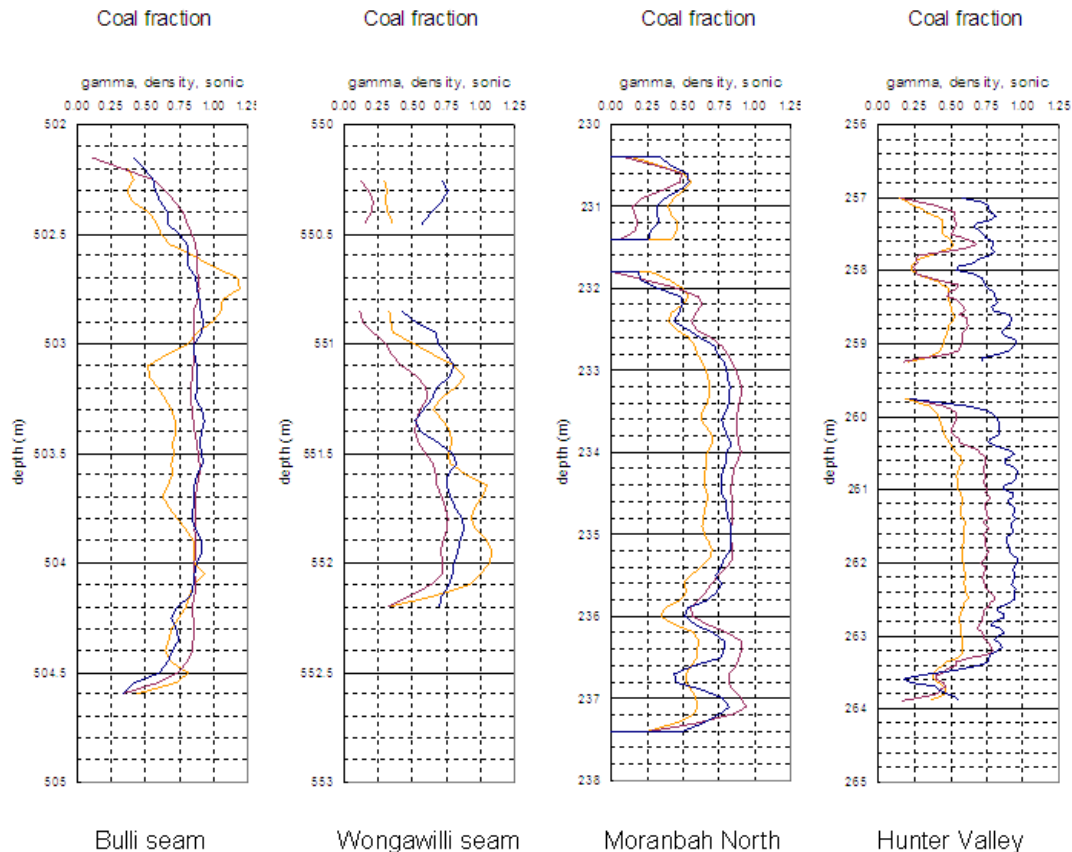 Coal fraction Coal fraction Coal fraction Coal fraction
gamma, density, sonic gamma, density, sonic gamma, density, sonic gamma, density, sonic
0.00 0.25 0.50 0.75 1.00 1.25 0.00 0.25 0.50 0.75 1.00 1.25 0.00 0.25 0.50 0.75 1.00 1.25 0.00 0.25 0.50 0.75 1.00 1.25
502 550 230 256
231 257
502.5 550.5 258
232
503 551 233 259
depth (m) depth (m) depth (m) depth (m)
503.5 551.5 234 260
261
504 552 235 262
236 263
504.5 552.5 237 264
505 553 238 265
Bulli seam Wongawilli seam Moranbah North Hunter Valley